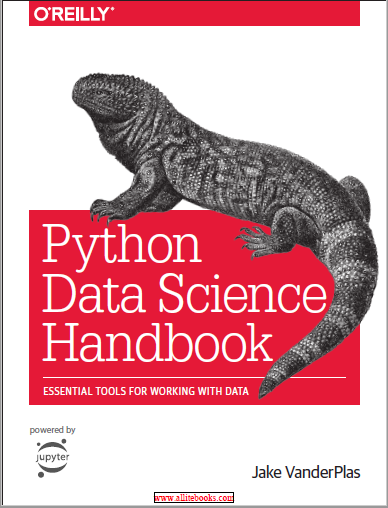 O'REILLY®
Python
Data Science
Handbook
ESSENTIAL TOOLS FOR WORKING WITH DATA
powered by
jupyter
Jake VanderPlas
www.allitebooks.com